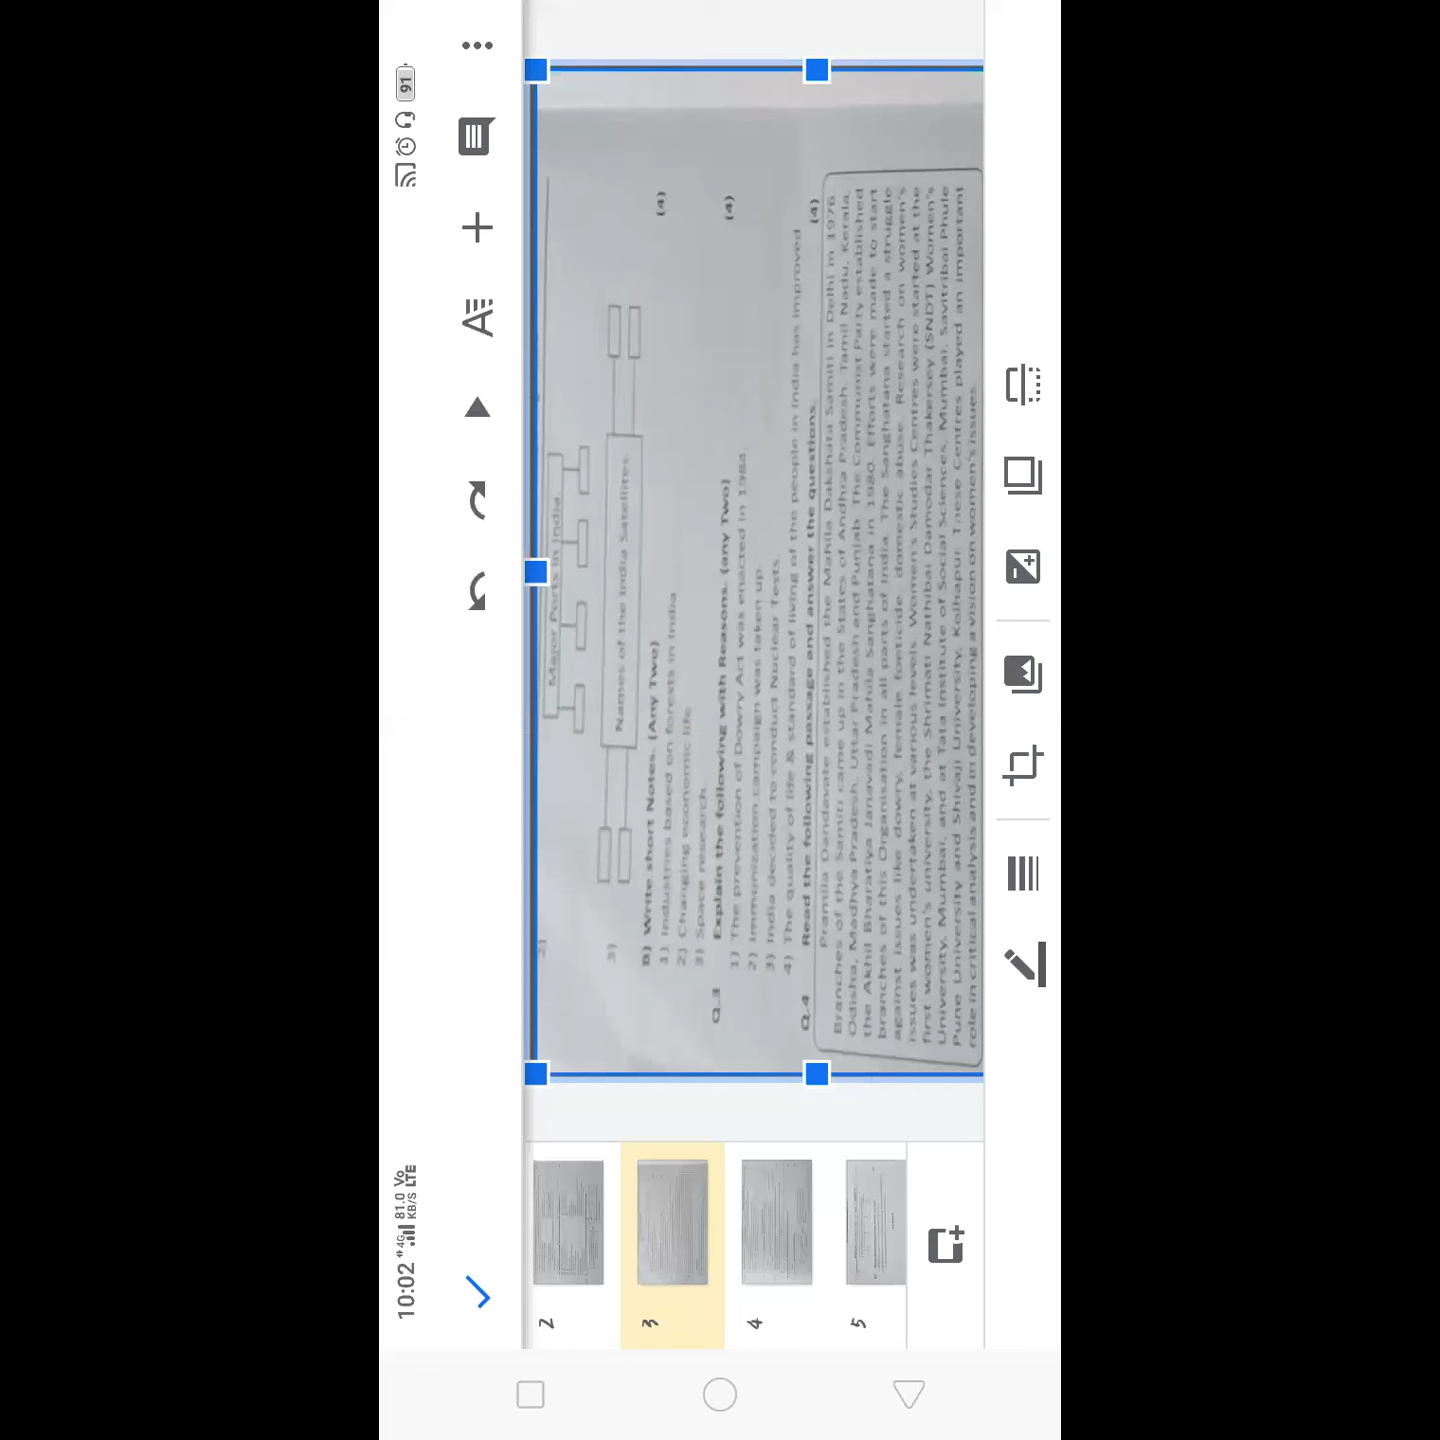 10:02 4G 81.0 KB/S Vo LTE 91
2
3
4
5
2)
Major Ports in India.
3)
Names of the India Satellites
B) Write short Notes. (Any Two) (4)
1) Industries based on forests in India
2) Changing economic life
3) Space research
Q.3 Explain the following with Reasons. (any Two) (4)
1) The prevention of Dowry Act was enacted in 1984.
2) Immunization campaign was taken up
3) India decided to conduct Nuclear Tests.
4) The quality of life & standard of living of the people in India has improved
Q.4 Read the following passage and answer the questions. (4)
Pramila Dandavate established the Mahila Dakshata Samiti in Delhi in 1976
Branches of the Samiti came up in the States of Andhra Pradesh, Tamil Nadu, Kerala,
Odisha, Madhya Pradesh, Uttar Pradesh and Punjab. The Communist Party established
the Akhil Bharatiya Janavadi Mahila Sanghatana in 1980. Efforts were made to start
branches of this Organisation in all parts of India. The Sanghatana started a struggle
against issues like dowry, female foeticide, domestic abuse. Research on women's
issues was undertaken at various levels. Women's Studies Centres were started at the
first women's university, the Shrimati Nathibai Damodar Thakersey (SNDT) Women's
University, Mumbai, and at Tata Institute of Social Sciences, Mumbai, Savitribai Phule
Pune University and Shivaji University, Kolhapur. These Centres played an important
role in critical analysis and in developing a vision on women's issues.